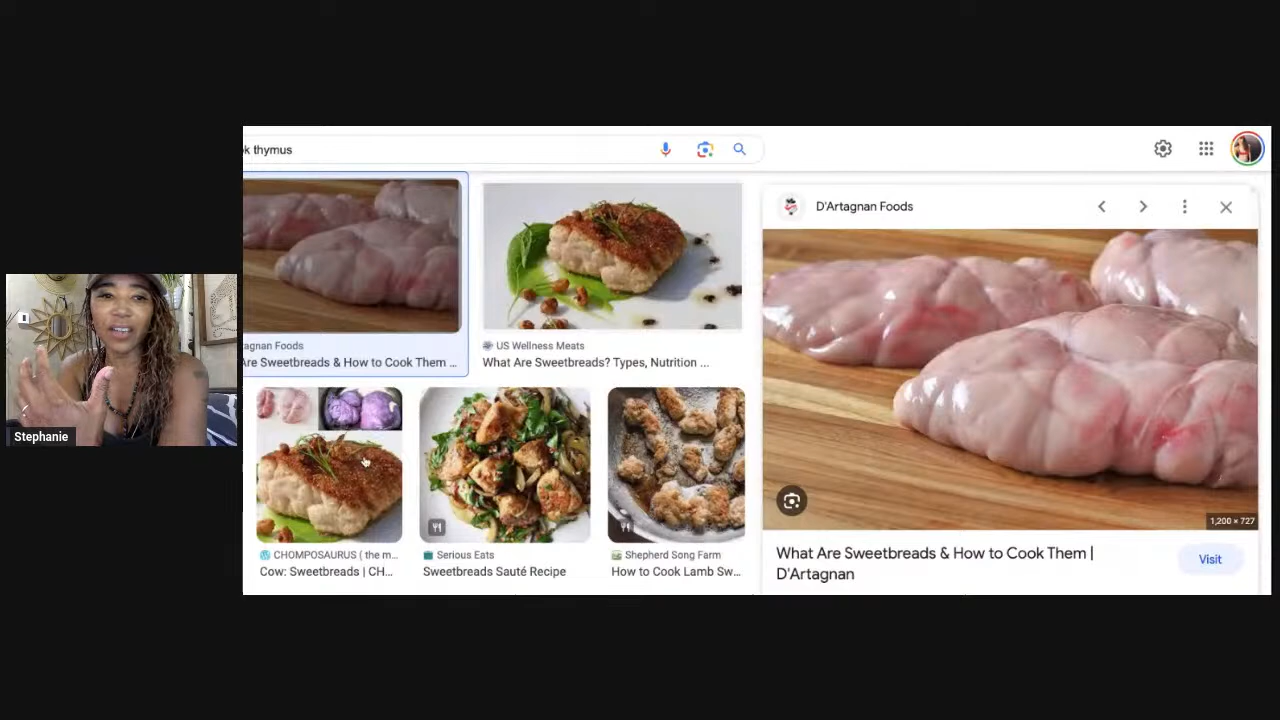 k thymus
D'Artagnan Foods
agnan Foods
Are Sweetbreads & How to Cook Them ...
US Wellness Meats
What Are Sweetbreads? Types, Nutrition ...
Stephanie
1,200 × 727
CHOMPOSAURUS ( the m...
Cow: Sweetbreads | CH...
Serious Eats
Sweetbreads Sauté Recipe
Shepherd Song Farm
How to Cook Lamb Sw...
What Are Sweetbreads & How to Cook Them |
D'Artagnan
Visit